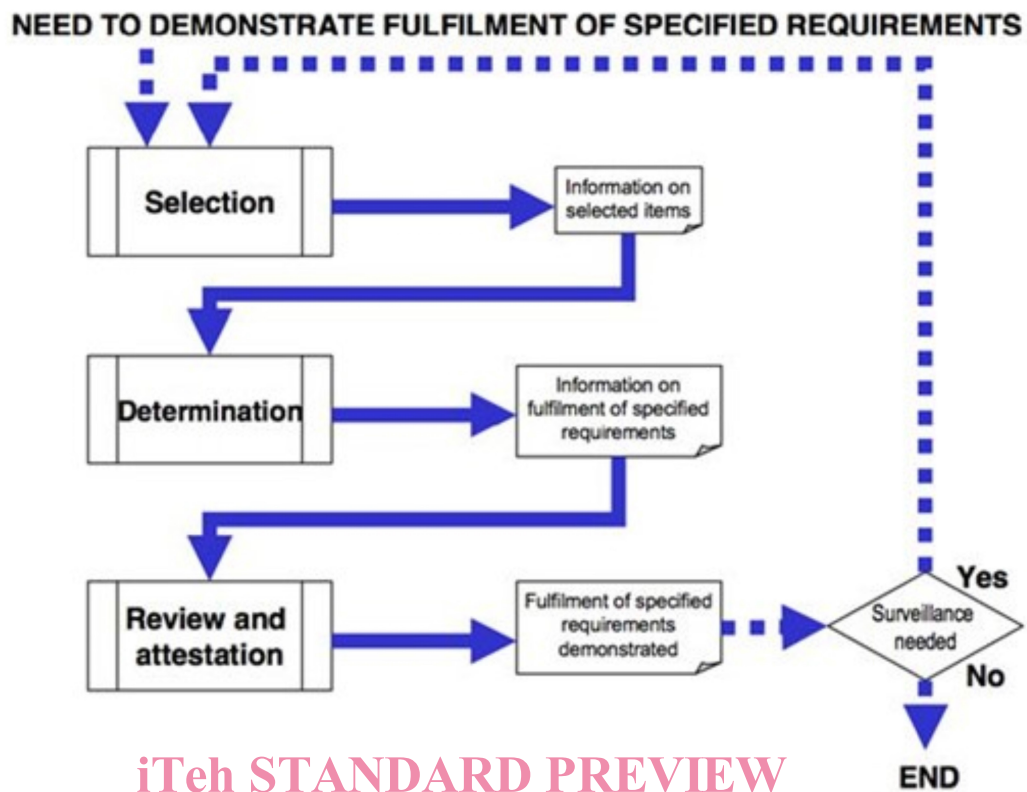 NEED TO DEMONSTRATE FULFILMENT OF SPECIFIED REQUIREMENTS
Selection
Information on
selected items
Determination
Information on
fulfilment of specified
requirements
Review and
attestation
Fulfilment of specified
requirements
demonstrated
Surveillance
needed
Yes
No
END
iTeh STANDARD PREVIEW